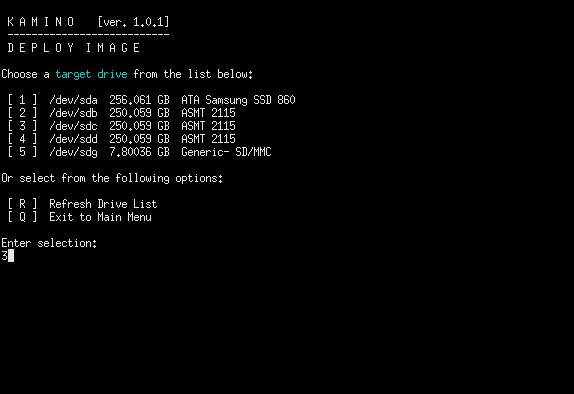 K A M I N O [ver. 1.0.1]
---------------------------
D E P L O Y I M A G E
Choose a target drive from the list below:
[ 1 ] /dev/sda 256.061 GB ATA Samsung SSD 860
[ 2 ] /dev/sdb 250.059 GB ASMT 2115
[ 3 ] /dev/sdc 250.059 GB ASMT 2115
[ 4 ] /dev/sdd 250.059 GB ASMT 2115
[ 5 ] /dev/sdg 7.80036 GB Generic- SD/MMC
Or select from the following options:
[ R ] Refresh Drive List
[ Q ] Exit to Main Menu
Enter selection:
3